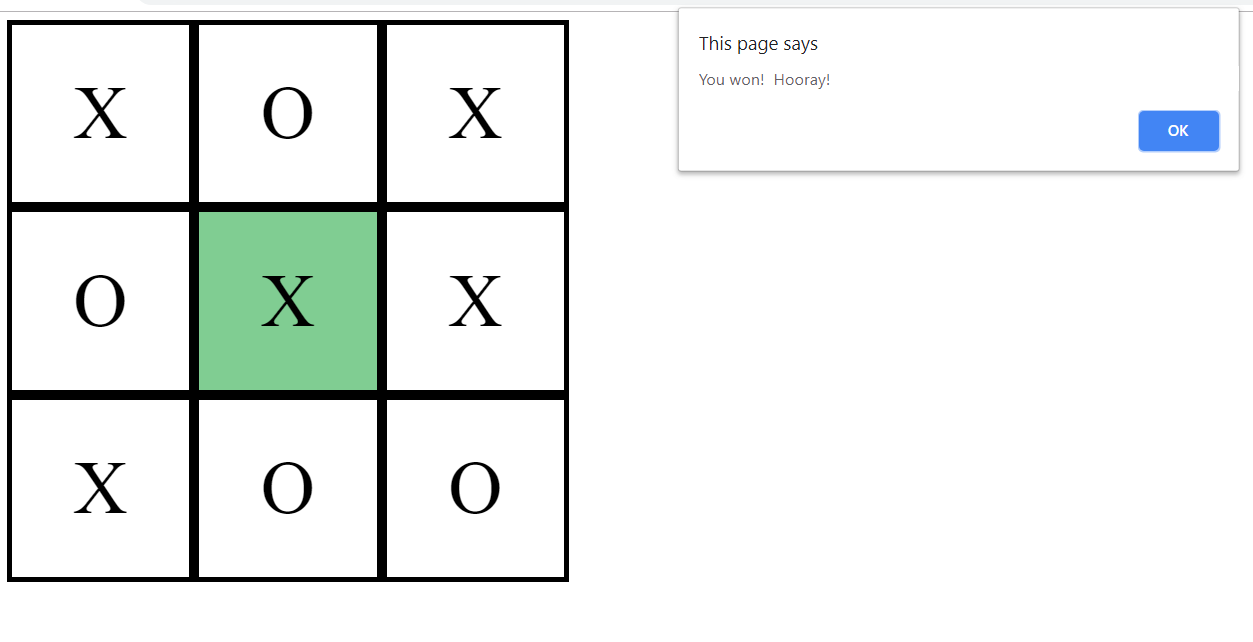 X O X
O X X
X O O
This page says
You won!  Hooray!
OK